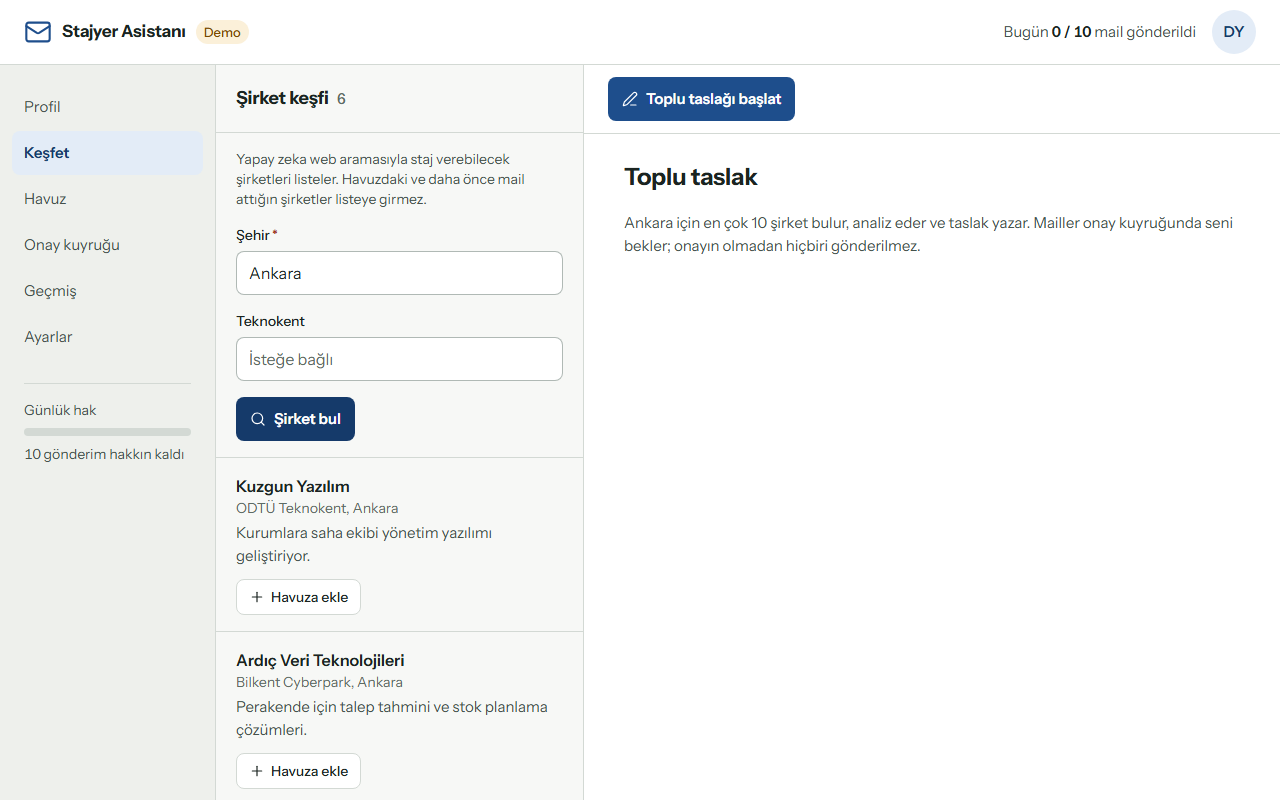 Stajyer Asistanı
Demo
Bugün 0 / 10 mail gönderildi
DY
Profil
Keşfet
Havuz
Onay kuyruğu
Geçmiş
Ayarlar
Günlük hak
10 gönderim hakkın kaldı
Şirket keşfi 6
Yapay zeka web aramasıyla staj verebilecek
şirketleri listeler. Havuzdaki ve daha önce mail
attığın şirketler listeye girmez.
Şehir *
Ankara
Teknokent
İsteğe bağlı
Şirket bul
Kuzgun Yazılım
ODTÜ Teknokent, Ankara
Kurumlara saha ekibi yönetim yazılımı
geliştiriyor.
+ Havuza ekle
Ardıç Veri Teknolojileri
Bilkent Cyberpark, Ankara
Perakende için talep tahmini ve stok planlama
çözümleri.
+ Havuza ekle
Toplu taslağı başlat
Toplu taslak
Ankara için en çok 10 şirket bulur, analiz eder ve taslak yazar. Mailler onay kuyruğunda seni
bekler; onayın olmadan hiçbiri gönderilmez.